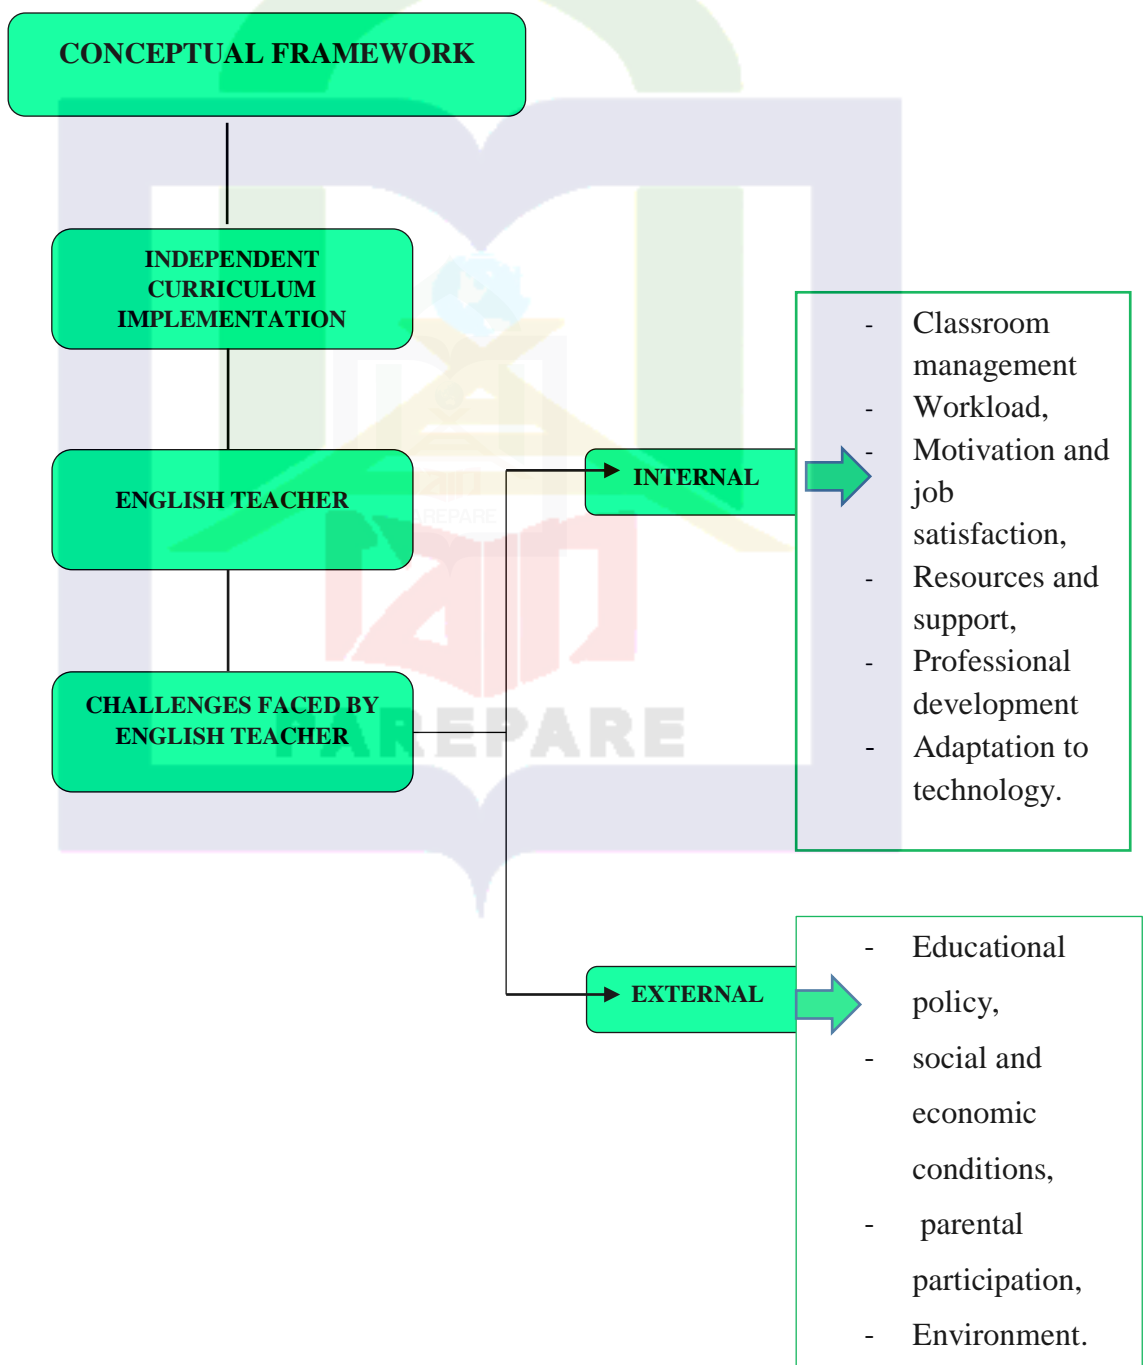 CONCEPTUAL FRAMEWORK
INDEPENDENT
CURRICULUM
IMPLEMENTATION
ENGLISH TEACHER
CHALLENGES FACED BY
ENGLISH TEACHER
INTERNAL
- Classroom
management
- Workload,
- Motivation and
job
satisfaction,
- Resources and
support,
- Professional
development
- Adaptation to
technology.
EXTERNAL
- Educational
policy,
- social and
economic
conditions,
- parental
participation,
- Environment.
PAREPARE